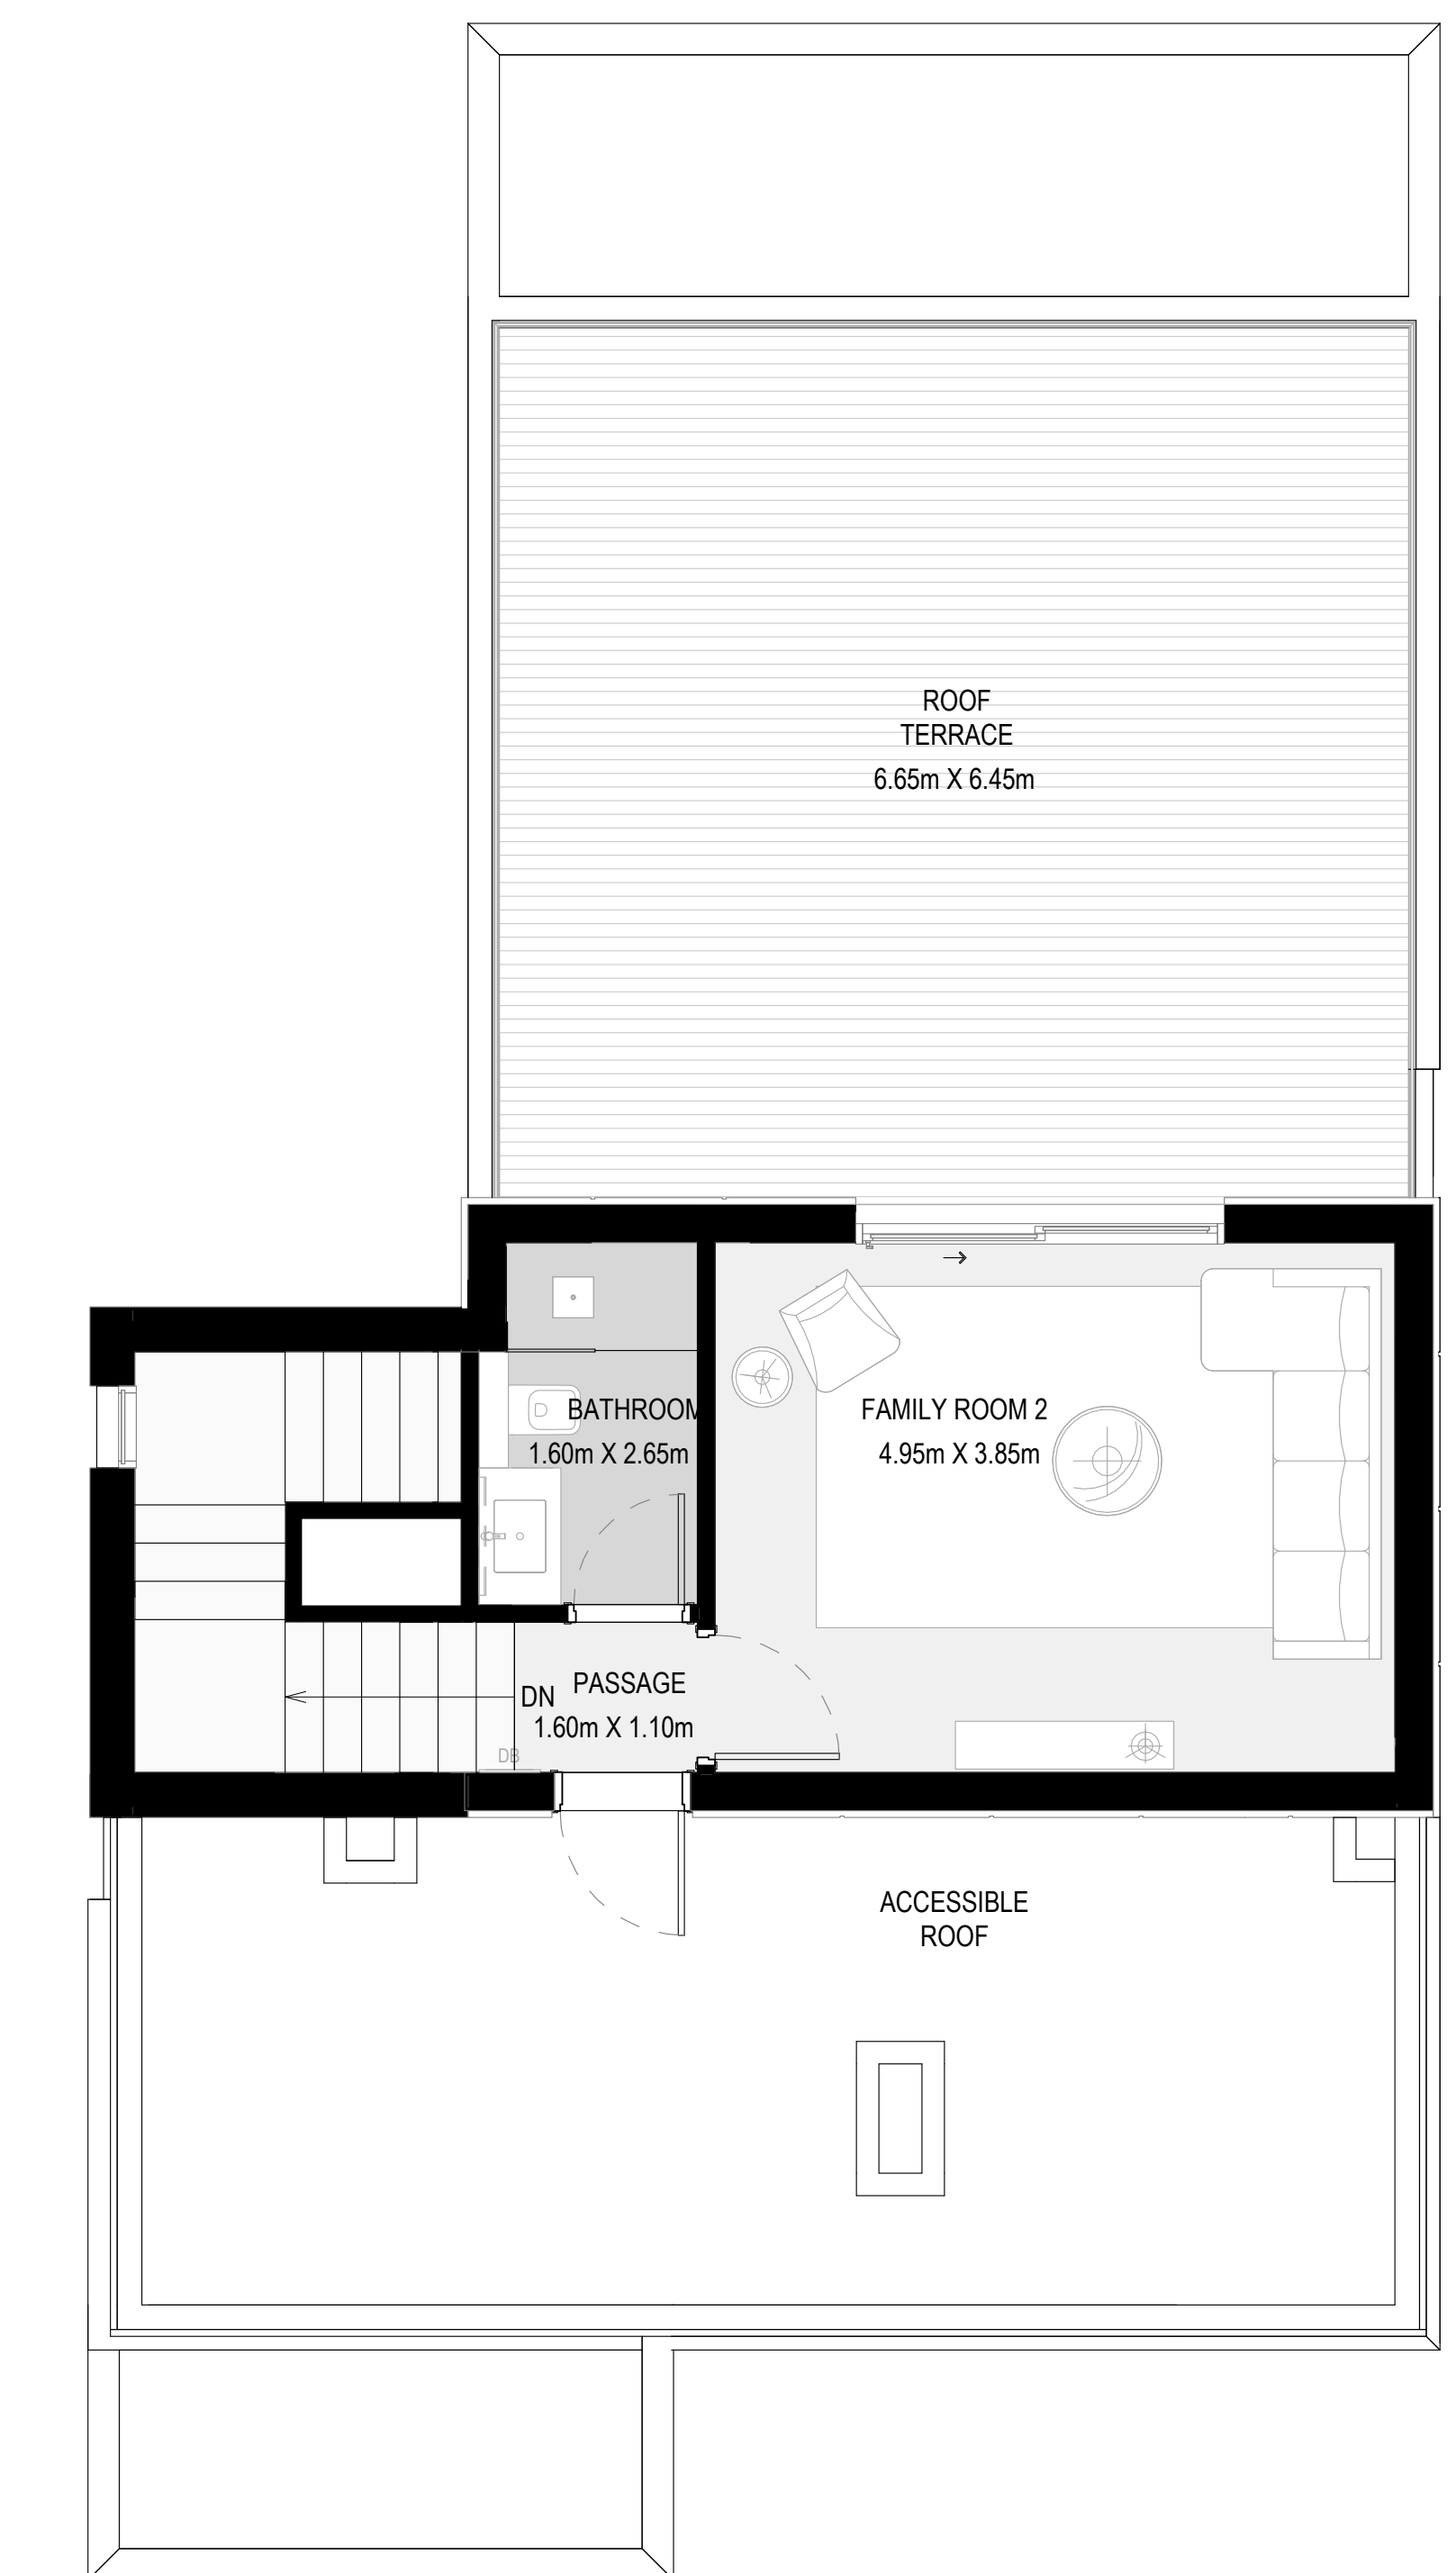 ROOF
TERRACE
6.65m X 6.45m
BATHROOM
1.60m X 2.65m
FAMILY ROOM 2
4.95m X 3.85m
PASSAGE
DN
1.60m X 1.10m
DB
ACCESSIBLE
ROOF